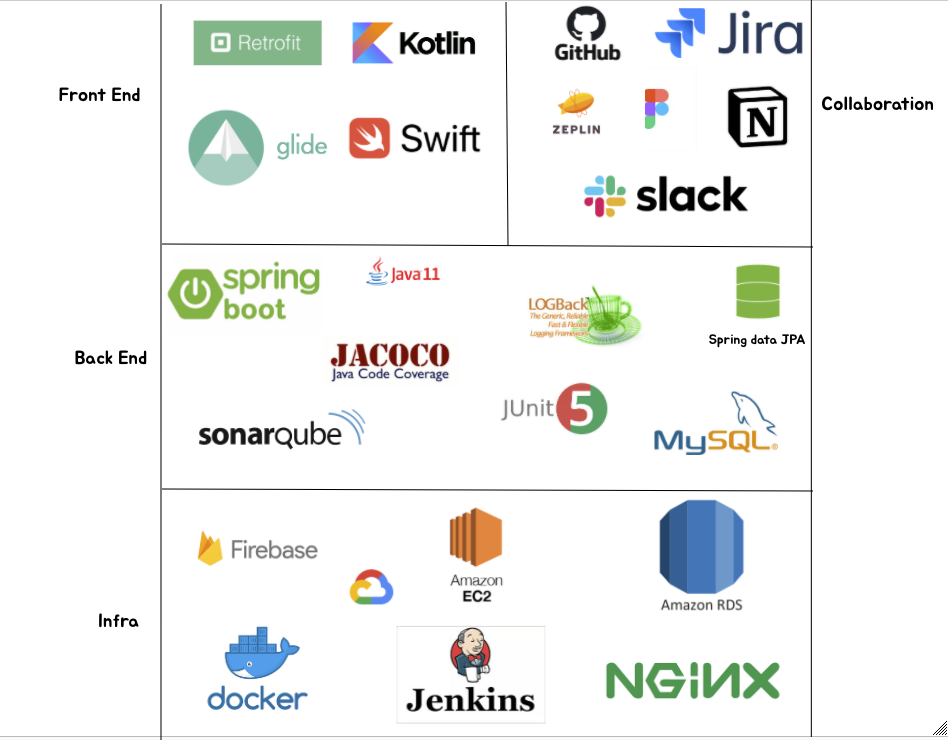 Front End
Retrofit
Kotlin
glide
Swift
GitHub
Jira
ZEPLIN
N
slack
Collaboration
Back End
spring
boot
Java 11
LOGBack
The Generic, Reliable
Fast & Flexible
Logging Framework
Spring data JPA
JACOCO
Java Code Coverage
JUnit 5
sonarqube
MySQL®
Infra
Firebase
Amazon
EC2
Amazon RDS
docker
Jenkins
NGiNX